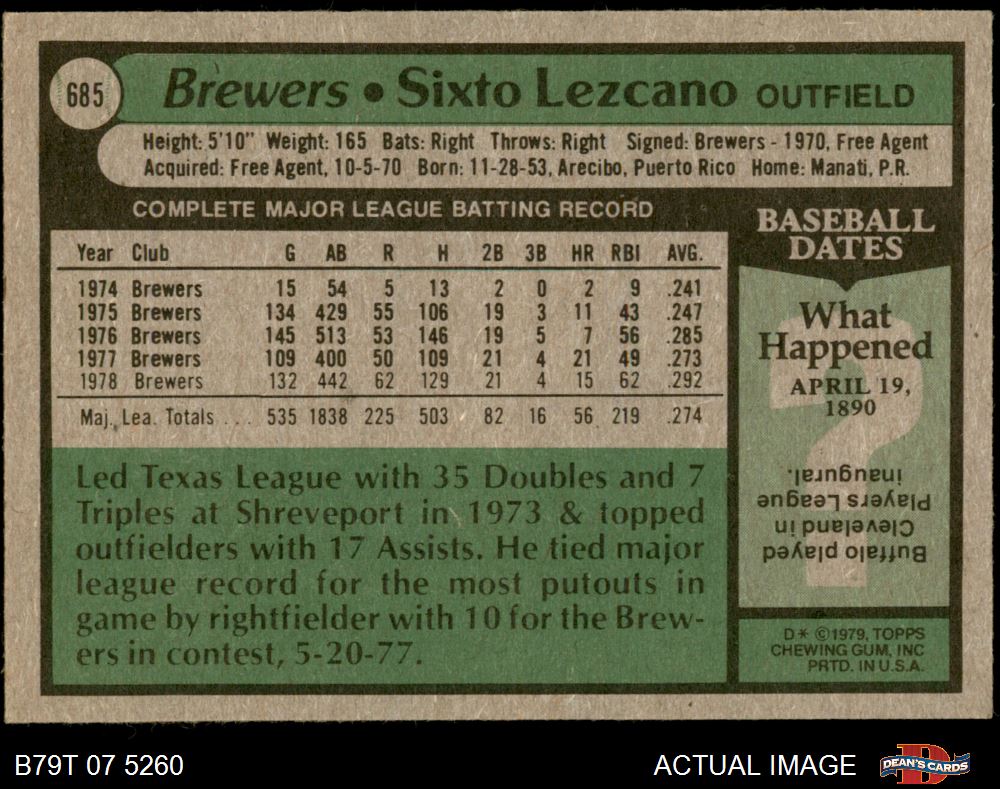 685
Brewers • Sixto Lezcano OUTFIELD
Height: 5'10" Weight: 165 Bats: Right Throws: Right Signed: Brewers - 1970, Free Agent
Acquired: Free Agent, 10-5-70 Born: 11-28-53, Arecibo, Puerto Rico Home: Manati, P.R.
COMPLETE MAJOR LEAGUE BATTING RECORD
Year Club G AB R H 2B 3B HR RBI AVG.
1974 Brewers 15 54 5 13 2 0 2 9 .241
1975 Brewers 134 429 55 106 19 3 11 43 .247
1976 Brewers 145 513 53 146 19 5 7 56 .285
1977 Brewers 109 400 50 109 21 4 21 49 .273
1978 Brewers 132 442 62 129 21 4 15 62 .292
Maj. Lea. Totals . . . 535 1838 225 503 82 16 56 219 .274
Led Texas League with 35 Doubles and 7
Triples at Shreveport in 1973 & topped
outfielders with 17 Assists. He tied major
league record for the most putouts in
game by rightfielder with 10 for the Brew-
ers in contest, 5-20-77.
BASEBALL
DATES
What
Happened
APRIL 19,
1890
?
Buffalo played
Cleveland in
Players League
inaugural.
D* ©1979, TOPPS
CHEWING GUM, INC
PRTD. IN U.S.A.
B79T 07 5260
ACTUAL IMAGE
D
DEAN'S CARDS